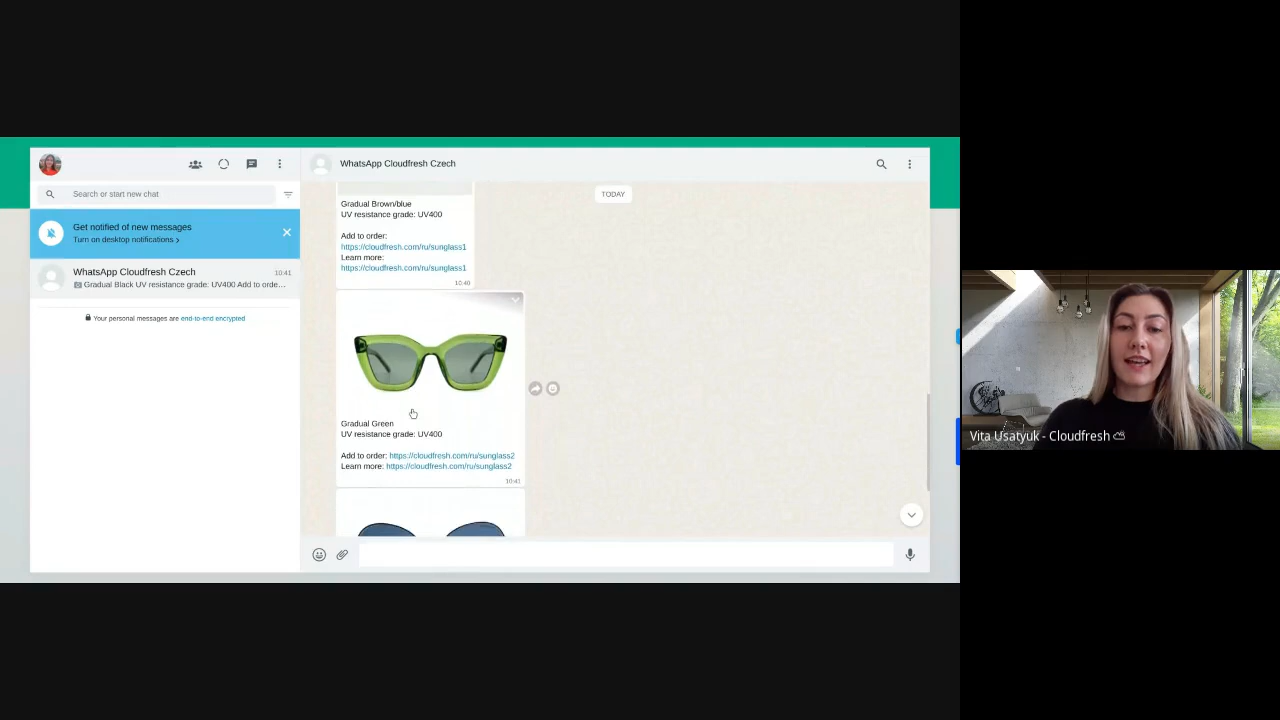 Search or start new chat
Get notified of new messages
Turn on desktop notifications ›
WhatsApp Cloudfresh Czech
10:41
Gradual Black UV resistance grade: UV400 Add to orde...
Your personal messages are end-to-end encrypted
WhatsApp Cloudfresh Czech
TODAY
Gradual Brown/blue
UV resistance grade: UV400
Add to order:
https://cloudfresh.com/ru/sunglass1
Learn more:
https://cloudfresh.com/ru/sunglass1
10:40
Gradual Green
UV resistance grade: UV400
Add to order: https://cloudfresh.com/ru/sunglass2
Learn more: https://cloudfresh.com/ru/sunglass2
10:41
Vita Usatyuk - Cloudfresh